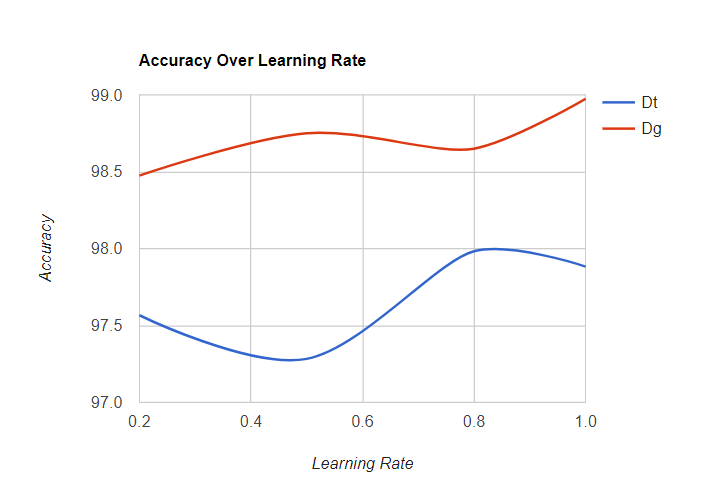 Accuracy Over Learning Rate
99.0
98.5
98.0
97.5
97.0
Accuracy
0.2 0.4 0.6 0.8 1.0
Learning Rate
Dt
Dg